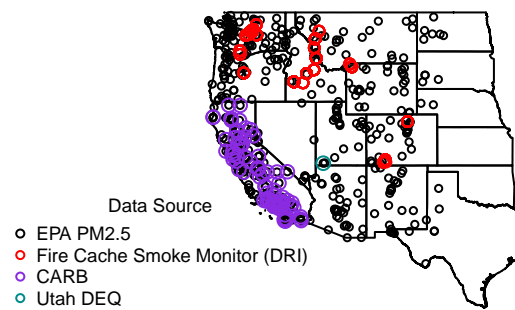 Data Source
EPA PM2.5
Fire Cache Smoke Monitor (DRI)
CARB
Utah DEQ